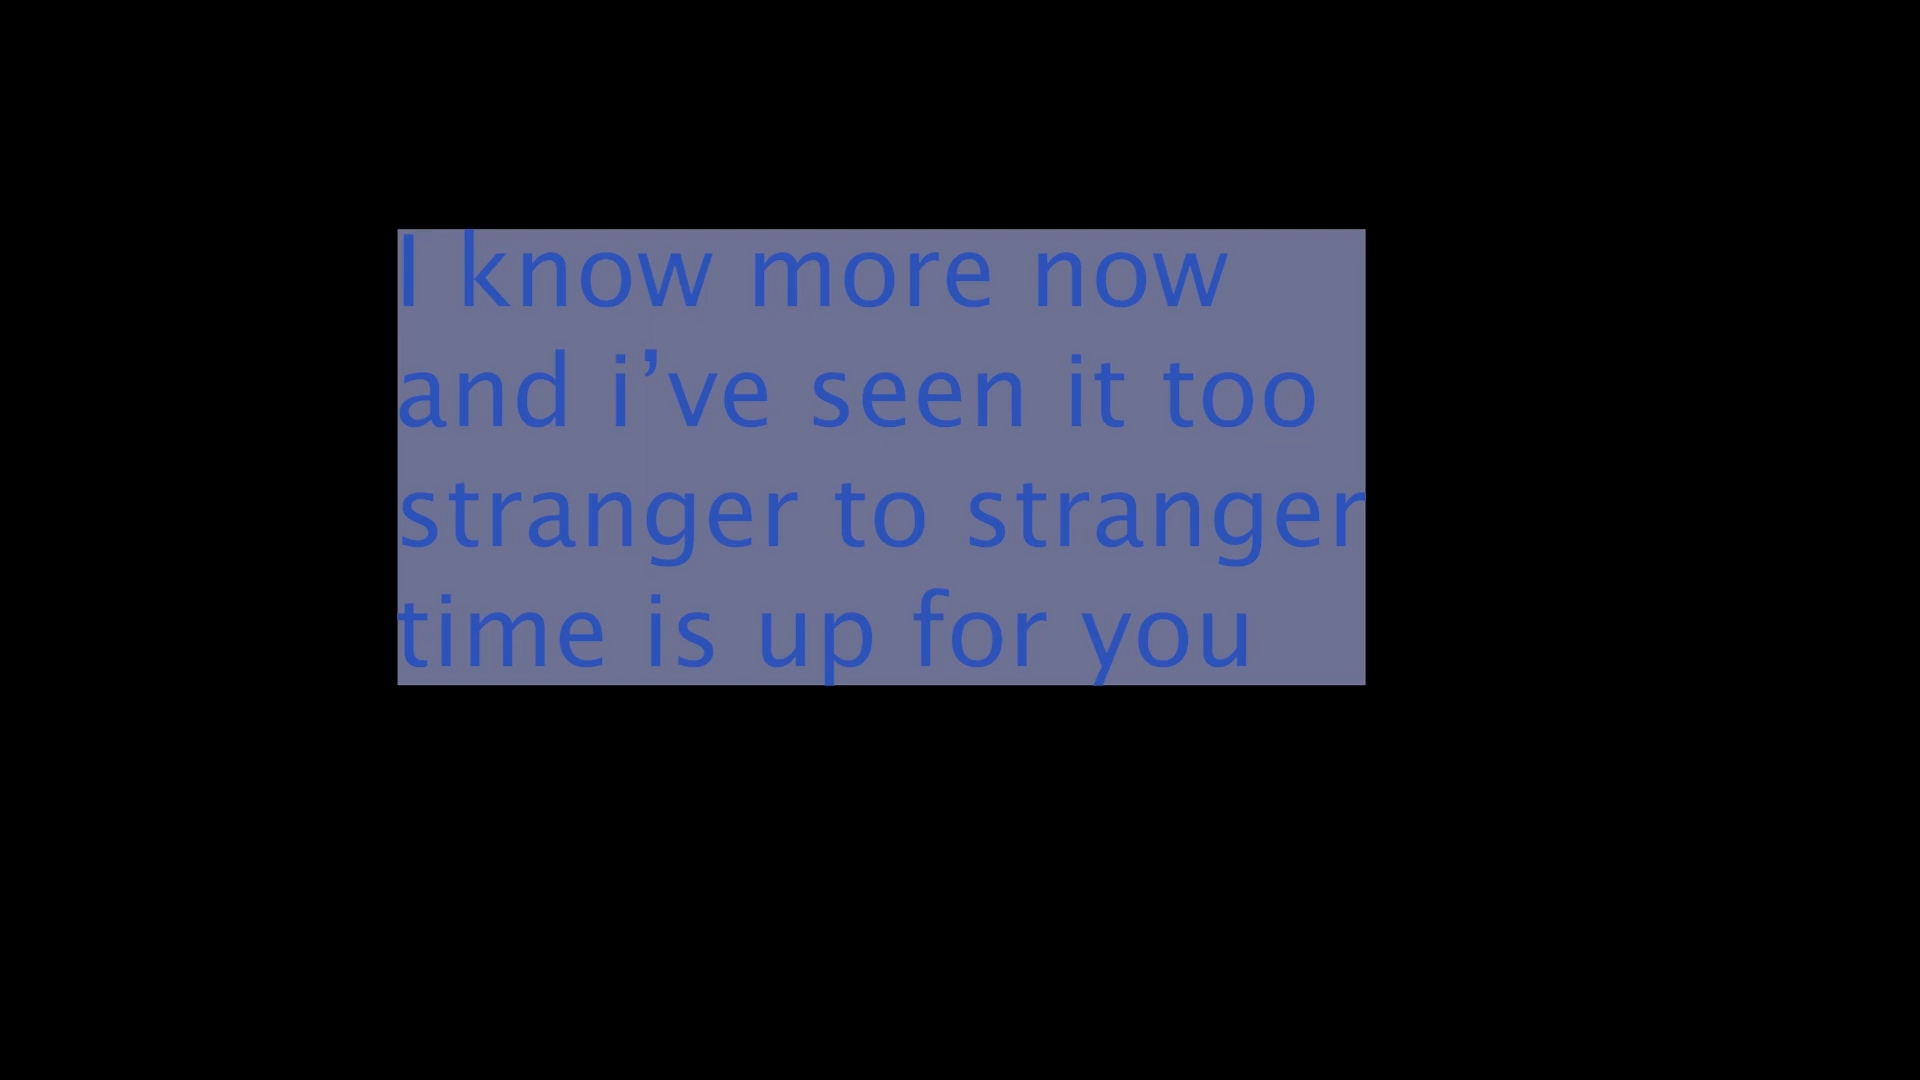 I know more now
and i’ve seen it too
stranger to stranger
time is up for you